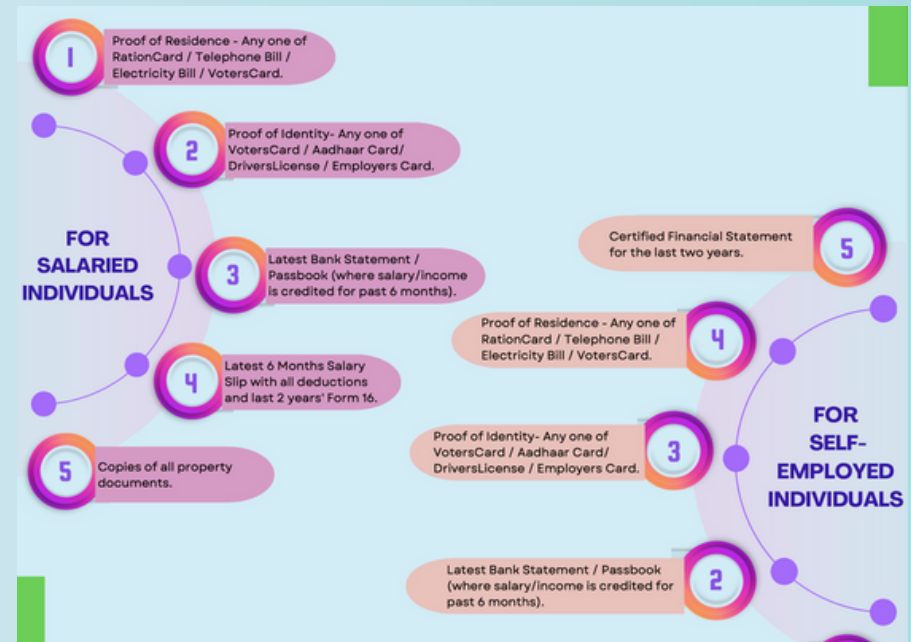 1
Proof of Residence - Any one of
RationCard / Telephone Bill /
Electricity Bill / VotersCard.
2
Proof of Identity- Any one of
VotersCard / Aadhaar Card/
DriversLicense / Employers Card.
FOR
SALARIED
INDIVIDUALS
3
Latest Bank Statement /
Passbook (where salary/income
is credited for past 6 months).
4
Latest 6 Months Salary
Slip with all deductions
and last 2 years' Form 16.
5
Copies of all property
documents.
Certified Financial Statement
for the last two years.
5
Proof of Residence - Any one of
RationCard / Telephone Bill /
Electricity Bill / VotersCard.
4
Proof of Identity- Any one of
VotersCard / Aadhaar Card/
DriversLicense / Employers Card.
3
FOR
SELF-
EMPLOYED
INDIVIDUALS
Latest Bank Statement / Passbook
(where salary/income is credited for
past 6 months).
2